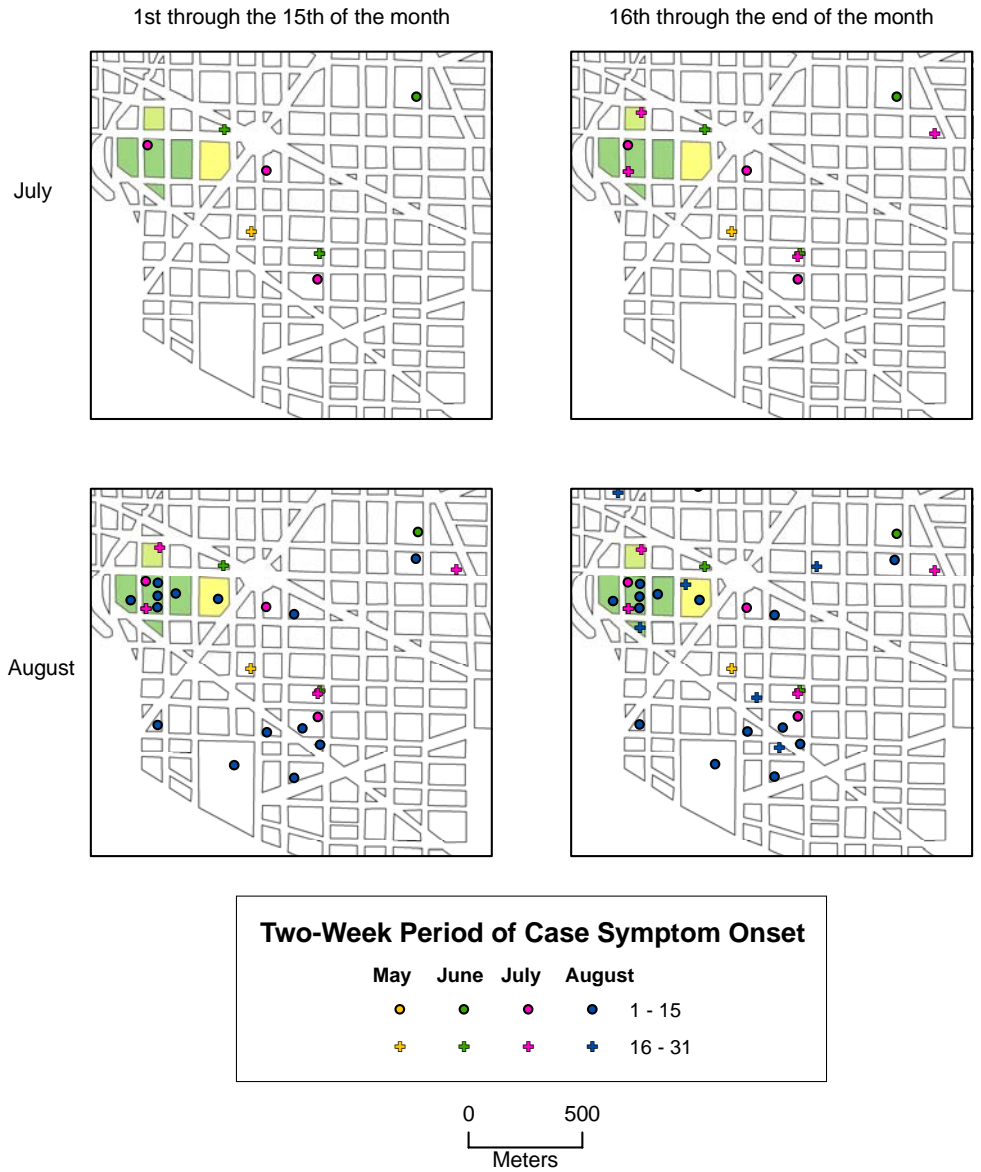 1st through the 15th of the month
16th through the end of the month
July
August
Two-Week Period of Case Symptom Onset
May June July August
1 - 15
16 - 31
0 500
Meters